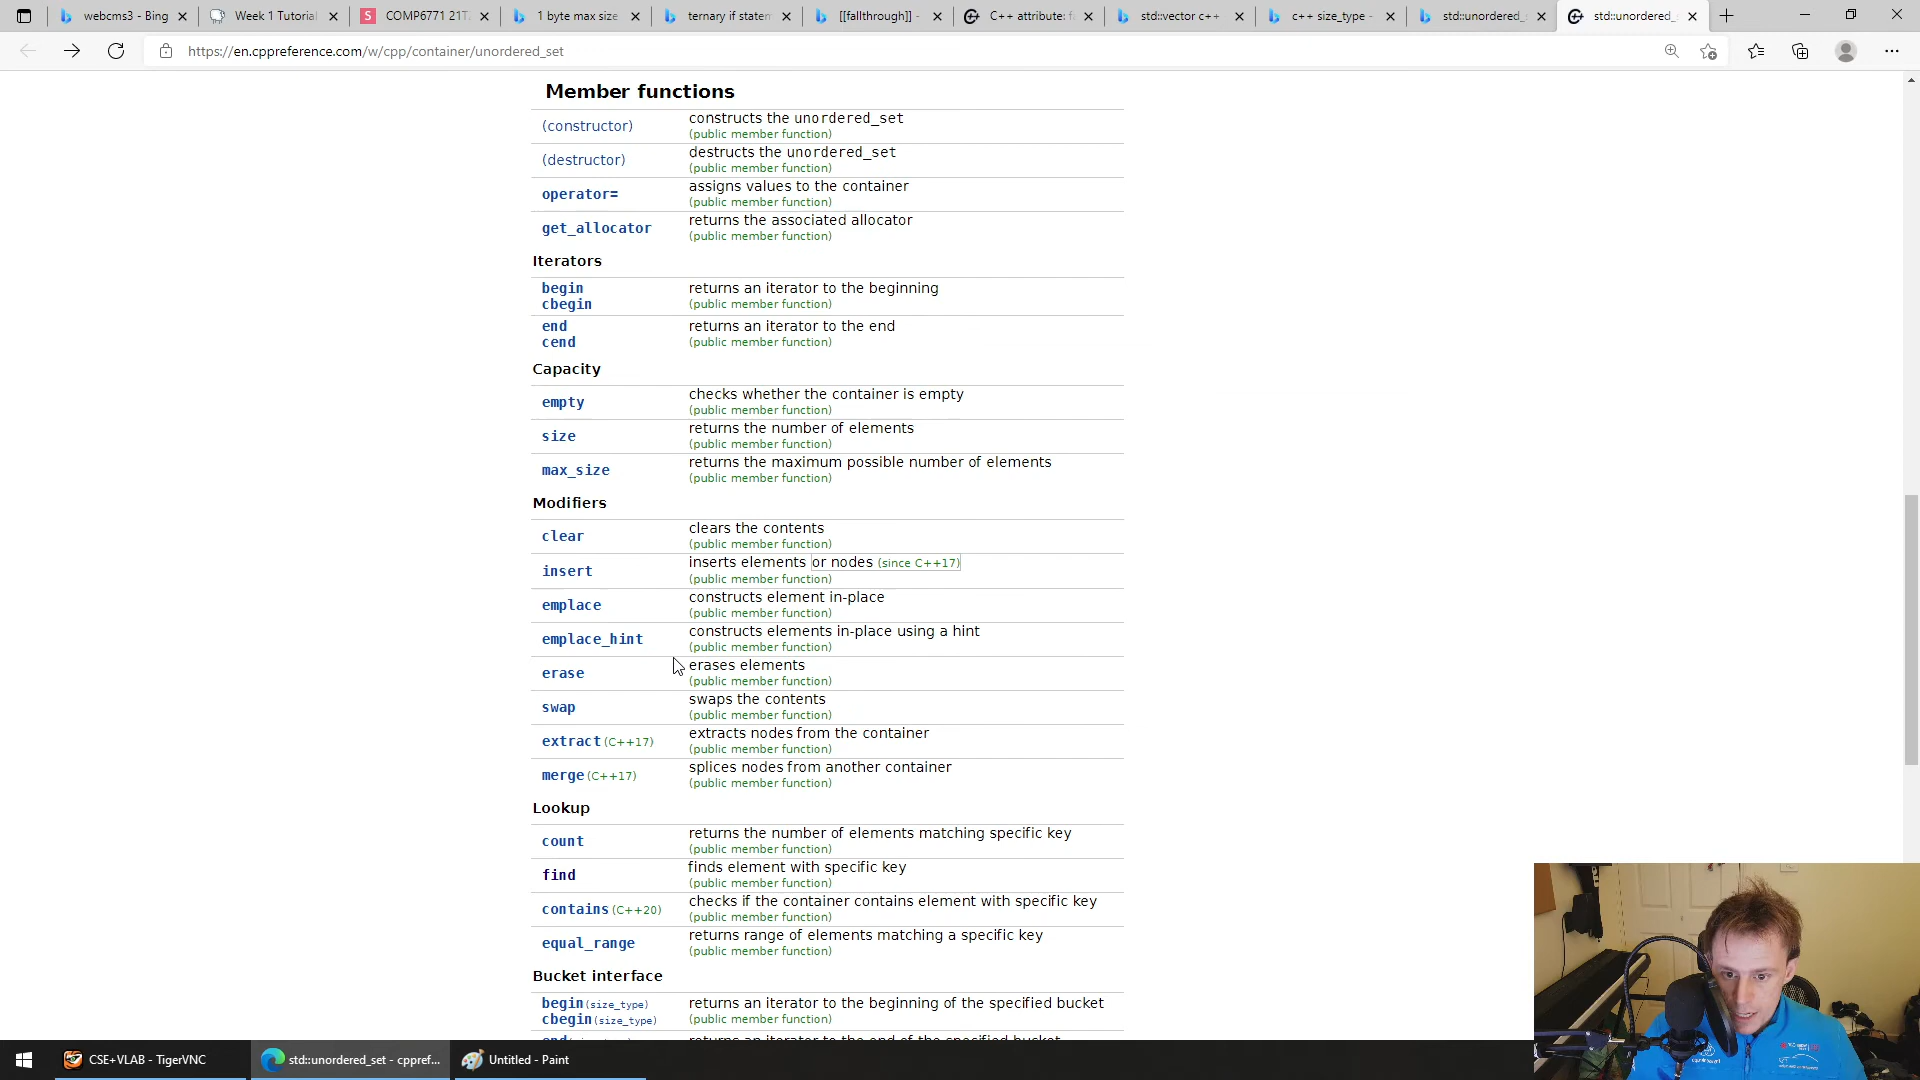 webcms3 - Bing
Week 1 Tutorial
COMP6771 21T
1 byte max size
ternary if statem
[[fallthrough]] -
C++ attribute: f
std::vector c++
c++ size_type -
std::unordered_
std::unordered_
https://en.cppreference.com/w/cpp/container/unordered_set
Member functions
(constructor) constructs the unordered_set
(public member function)
(destructor) destructs the unordered_set
(public member function)
operator= assigns values to the container
(public member function)
get_allocator returns the associated allocator
(public member function)
Iterators
begin returns an iterator to the beginning
cbegin (public member function)
end returns an iterator to the end
cend (public member function)
Capacity
empty checks whether the container is empty
(public member function)
size returns the number of elements
(public member function)
max_size returns the maximum possible number of elements
(public member function)
Modifiers
clear clears the contents
(public member function)
insert inserts elements or nodes (since C++17)
(public member function)
emplace constructs element in-place
(public member function)
emplace_hint constructs elements in-place using a hint
(public member function)
erase erases elements
(public member function)
swap swaps the contents
(public member function)
extract (C++17) extracts nodes from the container
(public member function)
merge (C++17) splices nodes from another container
(public member function)
Lookup
count returns the number of elements matching specific key
(public member function)
find finds element with specific key
(public member function)
contains (C++20) checks if the container contains element with specific key
(public member function)
equal_range returns range of elements matching a specific key
(public member function)
Bucket interface
begin(size_type) returns an iterator to the beginning of the specified bucket
cbegin(size_type) (public member function)
end(size_type) returns an iterator to the end of the specified bucket
CSE+VLAB - TigerVNC
std::unordered_set - cppref...
Untitled - Paint